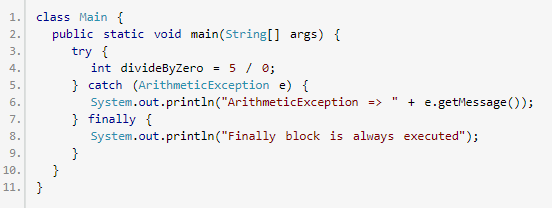 1. class Main {
2.   public static void main(String[] args) {
3.     try {
4.       int divideByZero = 5 / 0;
5.     } catch (ArithmeticException e) {
6.       System.out.println("ArithmeticException => " + e.getMessage());
7.     } finally {
8.       System.out.println("Finally block is always executed");
9.     }
10.   }
11. }